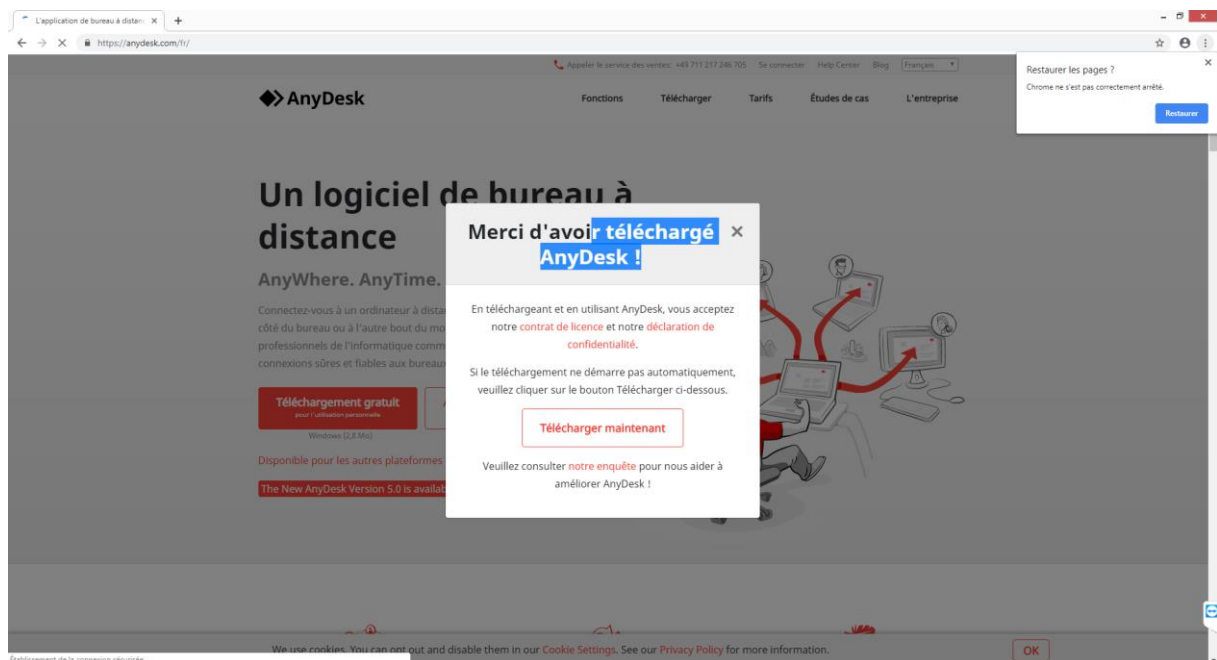 L'application de bureau à distan
https://anydesk.com/fr/
Appeler le service des ventes: +49 711 217 246 705 Se connecter Help Center Blog Français
Restaurer les pages ?
Chrome ne s'est pas correctement arrêté.
Restaurer
AnyDesk
Fonctions Télécharger Tarifs Études de cas L'entreprise
Un logiciel de bureau à
distance
AnyWhere. AnyTime.
Connectez-vous à un ordinateur à
côté du bureau ou à l'autre bout du
professionnels de l'informatique
connexions sûres et fiables aux
Téléchargement gratuit
pour l'utilisation personnelle
Windows (2,8 Mio)
Disponible pour les autres plateformes
The New AnyDesk Version 5.0 is
Merci d'avoir téléchargé
AnyDesk !
En téléchargeant et en utilisant AnyDesk, vous acceptez
notre contrat de licence et notre déclaration de
confidentialité.
Si le téléchargement ne démarre pas automatiquement,
veuillez cliquer sur le bouton Télécharger ci-dessous.
Télécharger maintenant
Veuillez consulter notre enquête pour nous aider à
améliorer AnyDesk !
We use cookies. You can opt out and disable them in our Cookie Settings. See our Privacy Policy for more information.
OK
Établissement de la connexion sécurisée